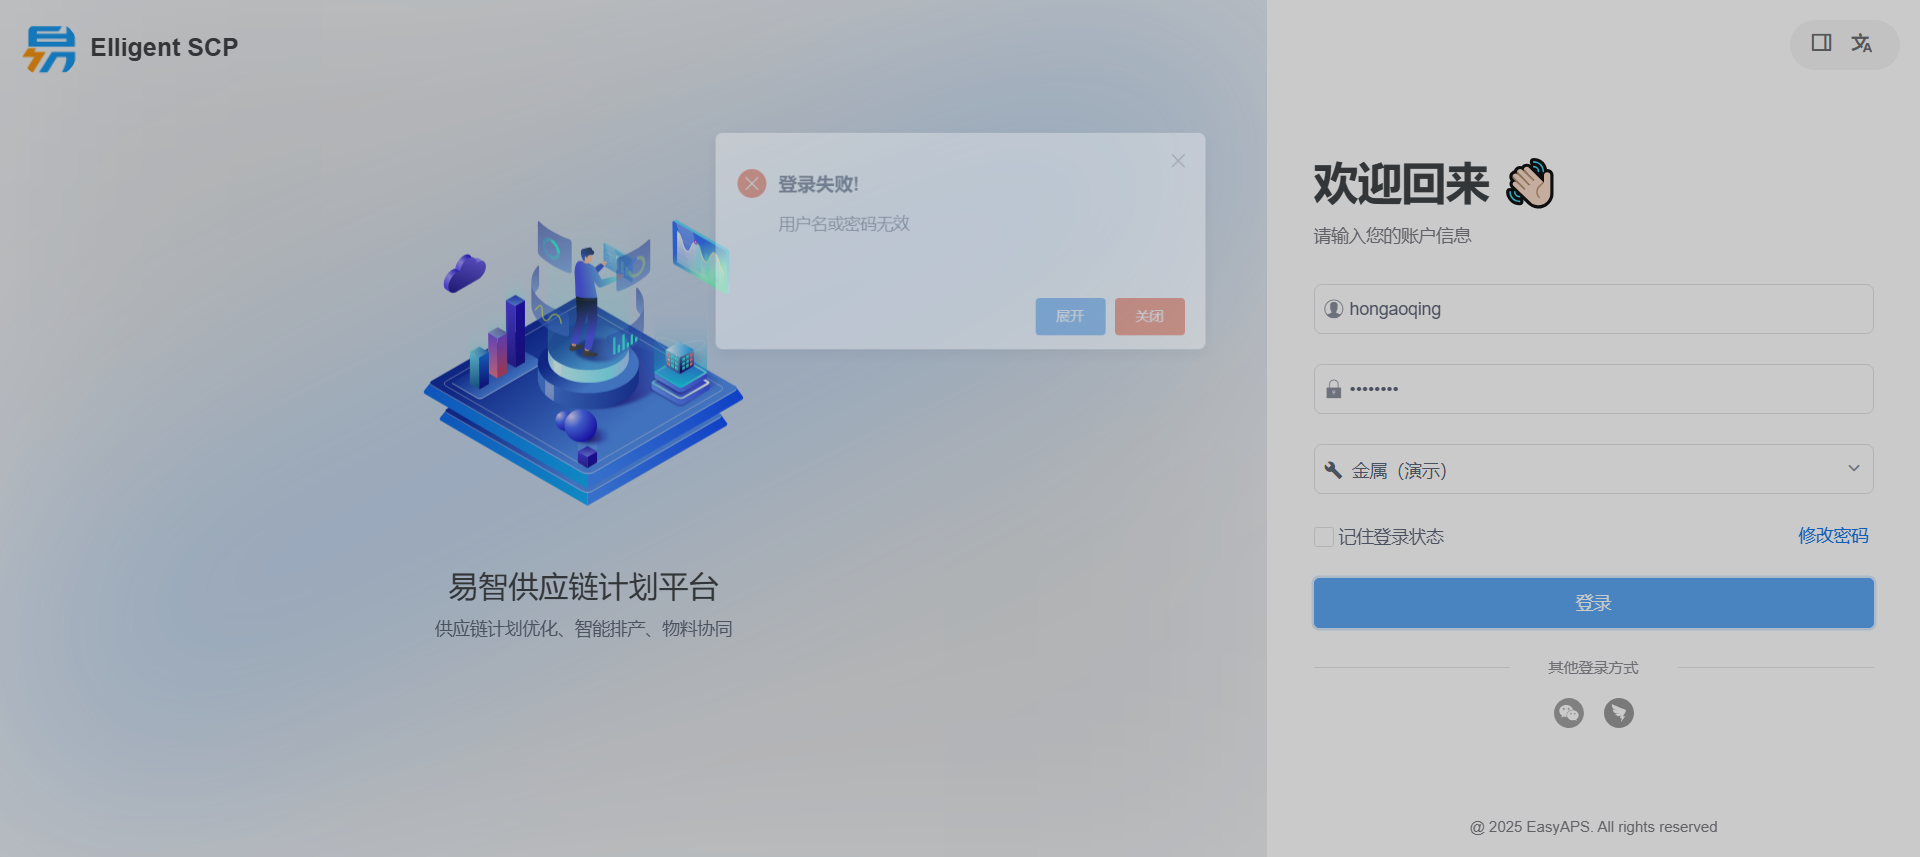 Elligent SCP
登录失败!
用户名或密码无效
展开
关闭
易智供应链计划平台
供应链计划优化、智能排产、物料协同
欢迎回来
请输入您的账户信息
hongaoqing
••••••••
金属（演示）
记住登录状态
修改密码
登录
其他登录方式
@ 2025 EasyAPS. All rights reserved